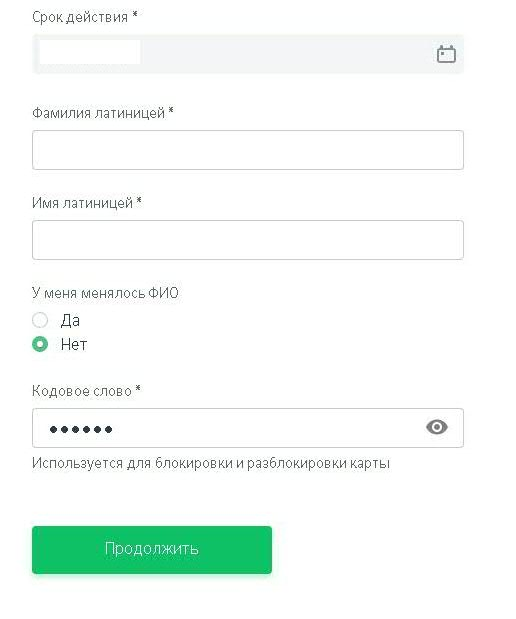 Срок действия *
Фамилия латиницей *
Имя латиницей *
У меня менялось ФИО
Да
Нет
Кодовое слово *
••••••
Используется для блокировки и разблокировки карты
Продолжить